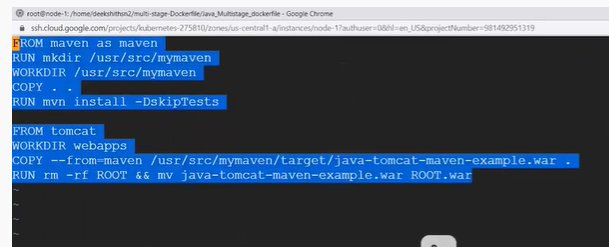 root@node-1: /home/deekshithsn2/multi-stage-Dockerfile/Java_Multistage_dockerfile - Google Chrome
ssh.cloud.google.com/projects/kubernetes-275810/zones/us-central1-a/instances/node-1?authuser=0&hl=en_US&projectNumber=981492951319
FROM maven as maven
RUN mkdir /usr/src/mymaven
WORKDIR /usr/src/mymaven
COPY . .
RUN mvn install -DskipTests
FROM tomcat
WORKDIR webapps
COPY --from=maven /usr/src/mymaven/target/java-tomcat-maven-example.war .
RUN rm -rf ROOT && mv java-tomcat-maven-example.war ROOT.war
~
~
~
~